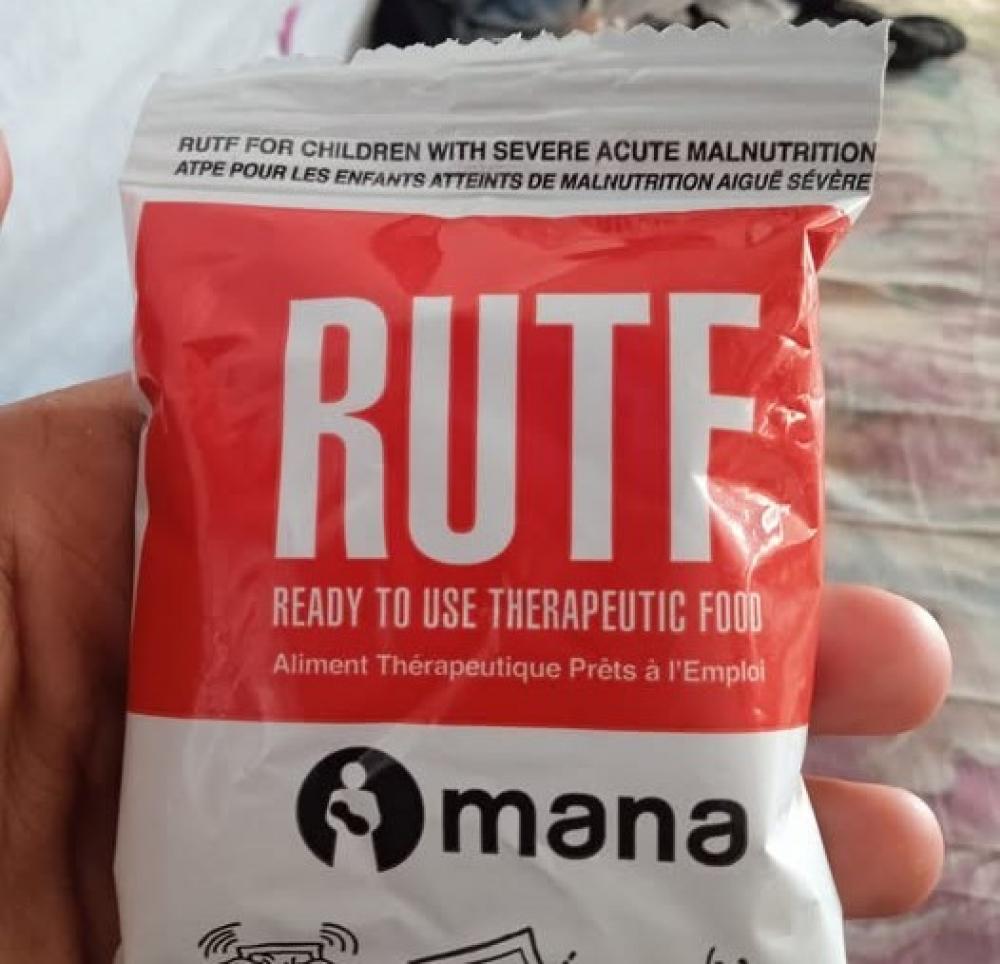 RUTF FOR CHILDREN WITH SEVERE ACUTE MALNUTRITION
ATPE POUR LES ENFANTS ATTEINTS DE MALNUTRITION AIGUË SÉVÈRE
RUTF
READY TO USE THERAPEUTIC FOOD
Aliment Thérapeutique Prêts à l'Emploi
mana